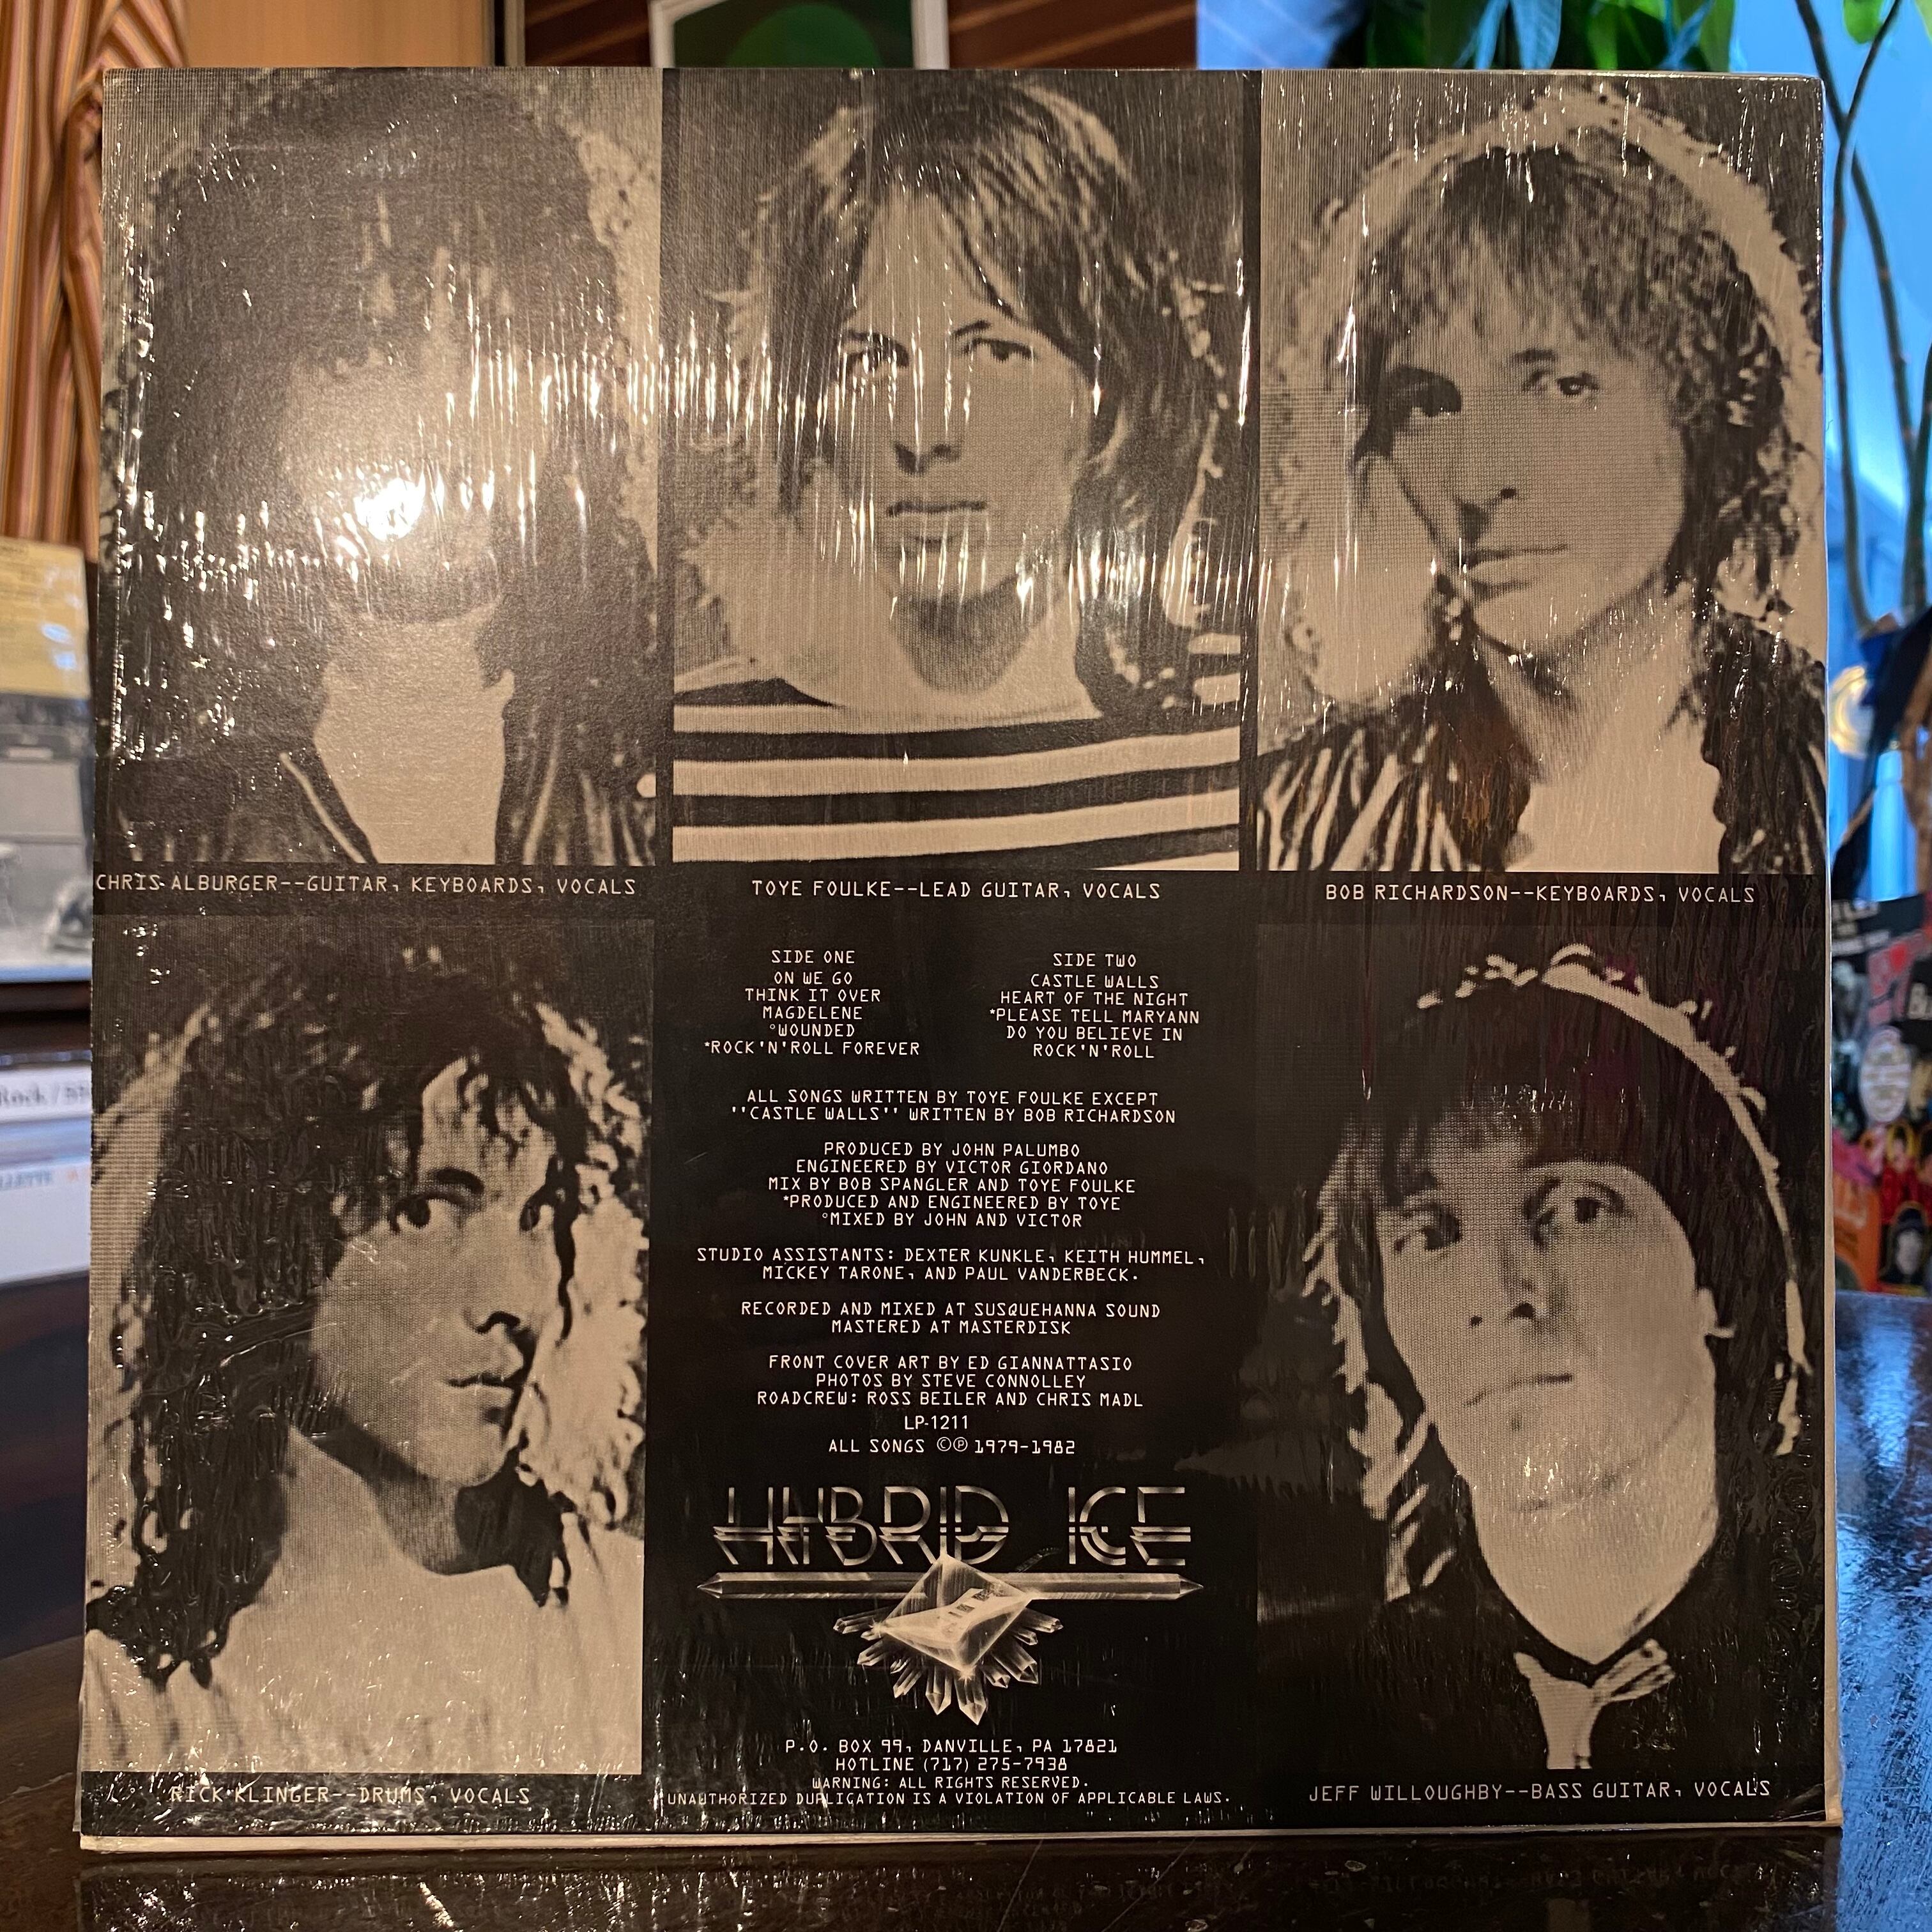 CHRIS ALBURGER--GUITAR, KEYBOARDS, VOCALS
TOYE FOULKE--LEAD GUITAR, VOCALS
BOB RICHARDSON--KEYBOARDS, VOCALS
SIDE ONE
ON WE GO
THINK IT OVER
MAGDELENE
°WOUNDED
*ROCK'N'ROLL FOREVER
SIDE TWO
CASTLE WALLS
HEART OF THE NIGHT
*PLEASE TELL MARYANN
DO YOU BELIEVE IN
ROCK'N'ROLL
ALL SONGS WRITTEN BY TOYE FOULKE EXCEPT
''CASTLE WALLS'' WRITTEN BY BOB RICHARDSON
PRODUCED BY JOHN PALUMBO
ENGINEERED BY VICTOR GIORDANO
MIX BY BOB SPANGLER AND TOYE FOULKE
*PRODUCED AND ENGINEERED BY TOYE
°MIXED BY JOHN AND VICTOR
STUDIO ASSISTANTS: DEXTER KUNKLE, KEITH HUMMEL,
MICKEY TARONE, AND PAUL VANDERBECK.
RECORDED AND MIXED AT SUSQUEHANNA SOUND
MASTERED AT MASTERDISK
FRONT COVER ART BY ED GIANNATTASIO
PHOTOS BY STEVE CONNOLLEY
ROADCREW: ROSS BEILER AND CHRIS MADL
LP-1211
ALL SONGS ©℗ 1979-1982
HYBRID ICE
P.O. BOX 99, DANVILLE, PA 17821
HOTLINE (717) 275-7938
WARNING: ALL RIGHTS RESERVED.
UNAUTHORIZED DUPLICATION IS A VIOLATION OF APPLICABLE LAWS.
RICK KLINGER--DRUMS, VOCALS
JEFF WILLOUGHBY--BASS GUITAR, VOCALS
Rock /